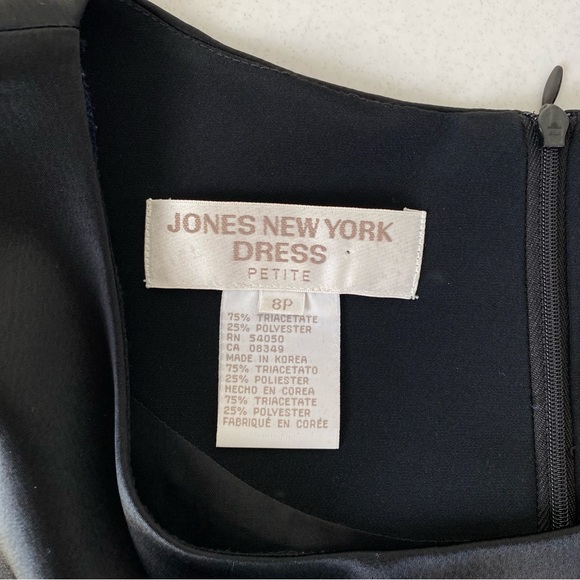 JONES NEW YORK
DRESS
PETITE
8P
75% TRIACETATE
25% POLYESTER
RN 54050
CA 08349
MADE IN KOREA
75% TRIACETATO
25% POLIESTER
HECHO EN COREA
75% TRIACETATE
25% POLYESTER
FABRIQUÉ EN CORÉE